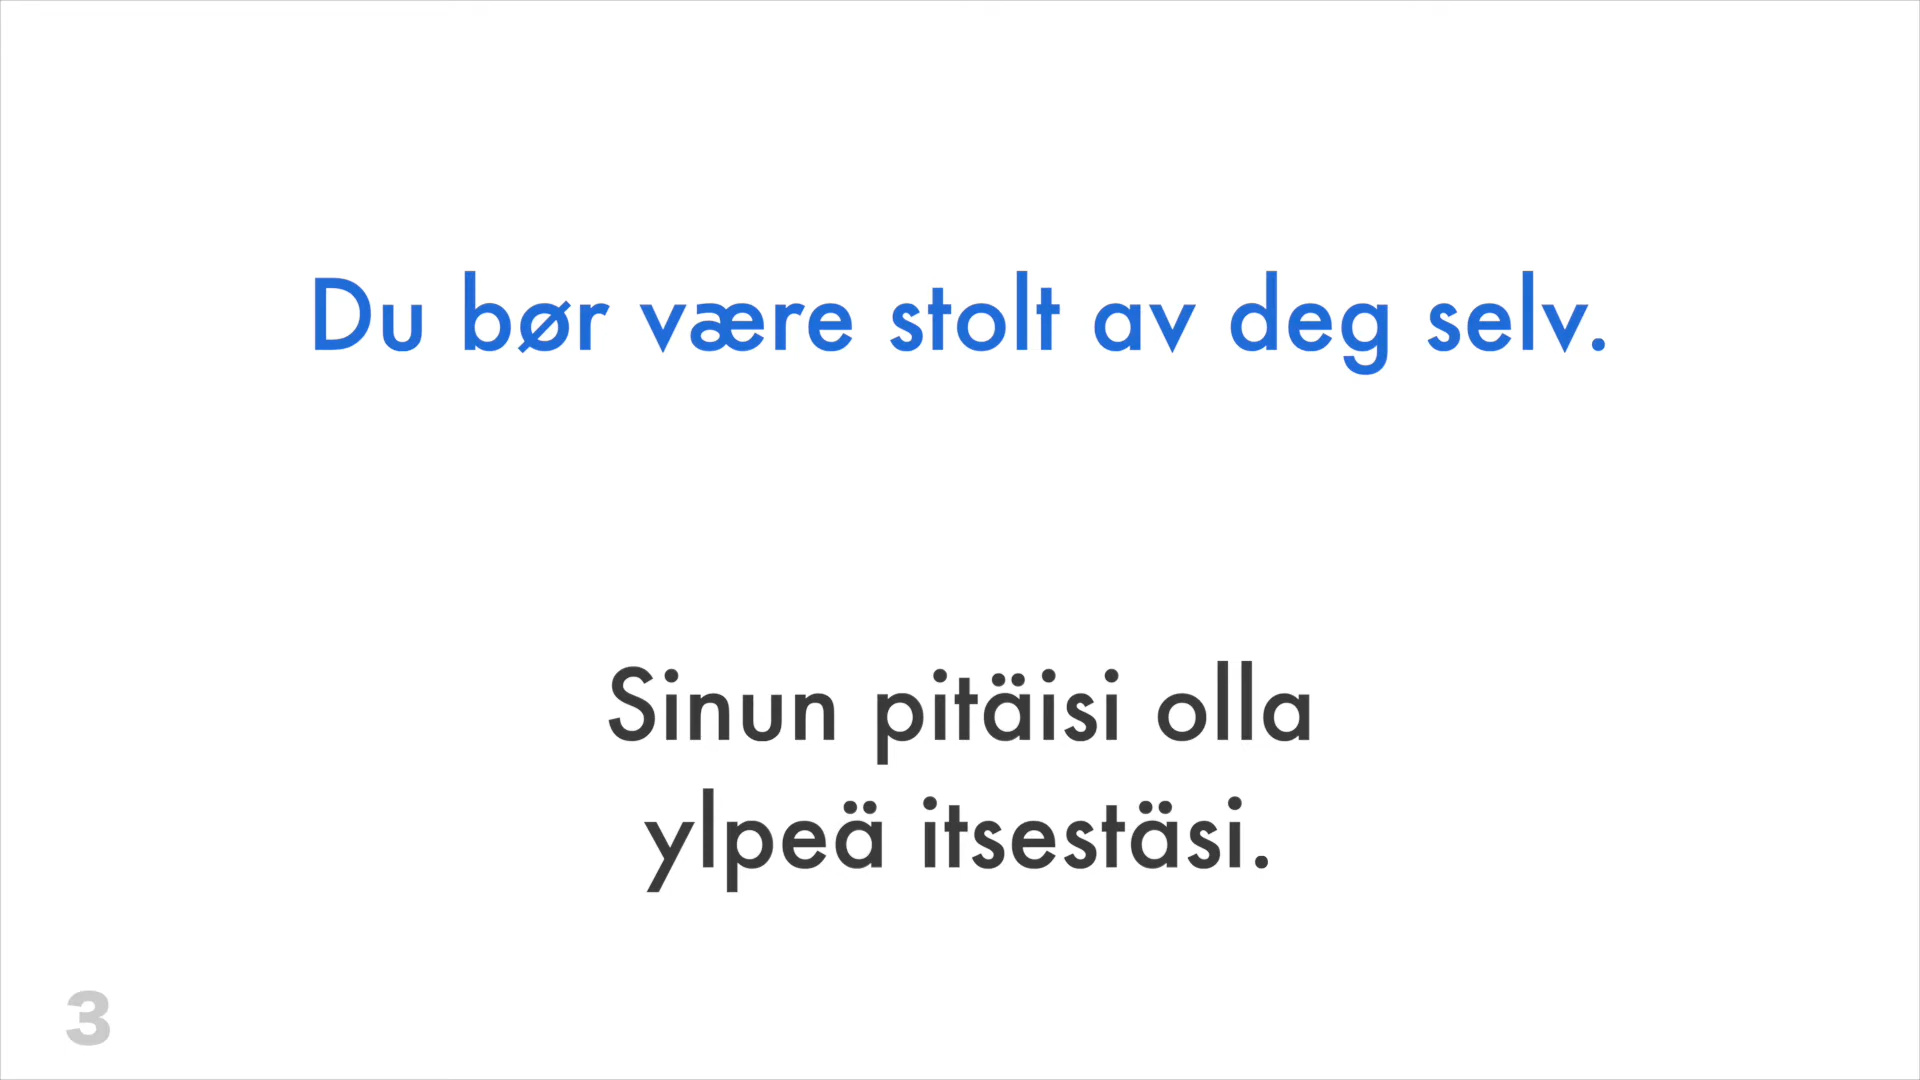 Du bør være stolt av deg selv.
Sinun pitäisi olla
ylpeä itsestäsi.
3